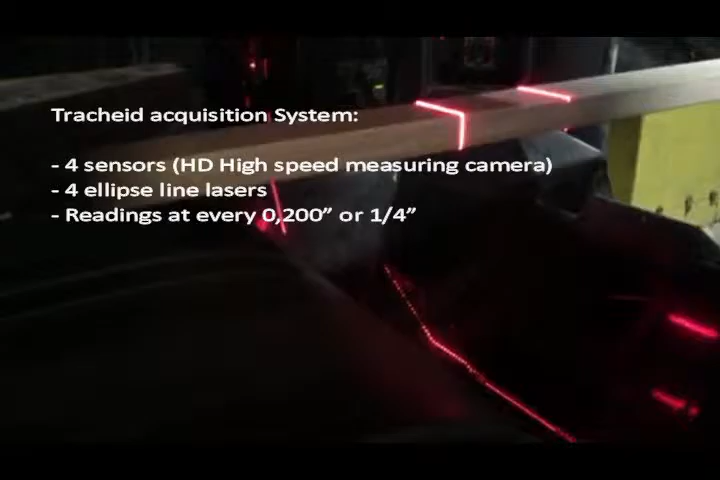 Tracheid acquisition System:
- 4 sensors (HD High speed measuring camera)
- 4 ellipse line lasers
- Readings at every 0,200” or 1/4”